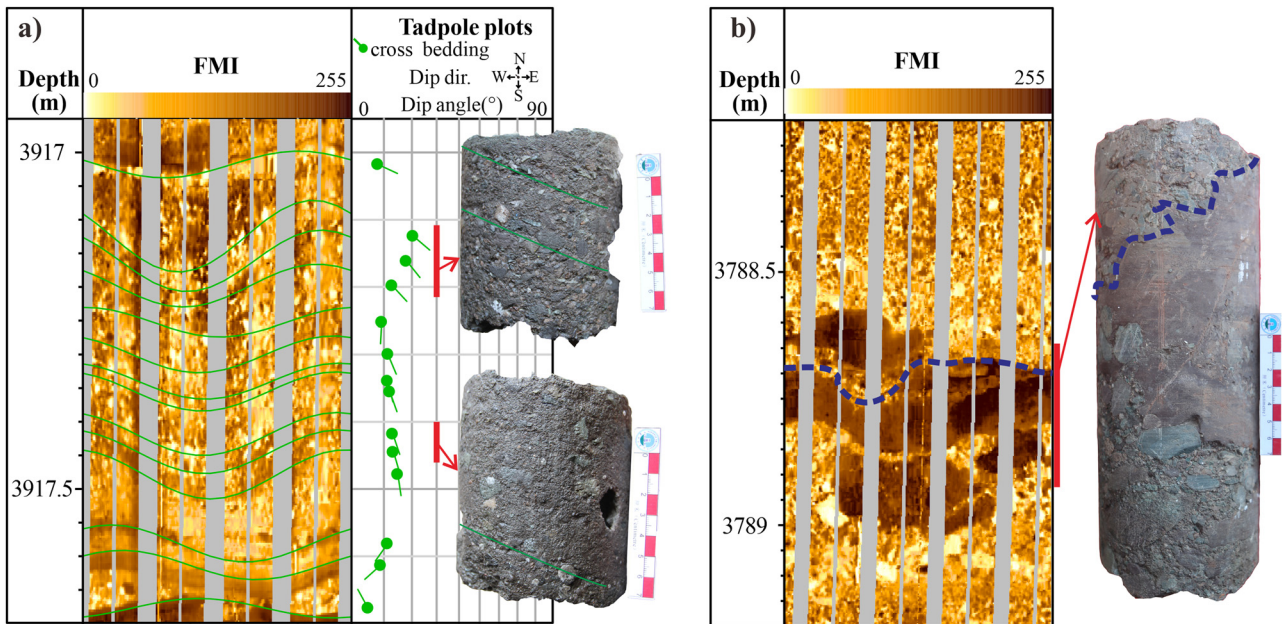 a)
Depth
(m)
FMI
0 255
Tadpole plots
cross bedding
Dip dir.
N
W E
S
Dip angle(°)
0 90
3917
3917.5
b)
Depth
(m)
FMI
0 255
3788.5
3789